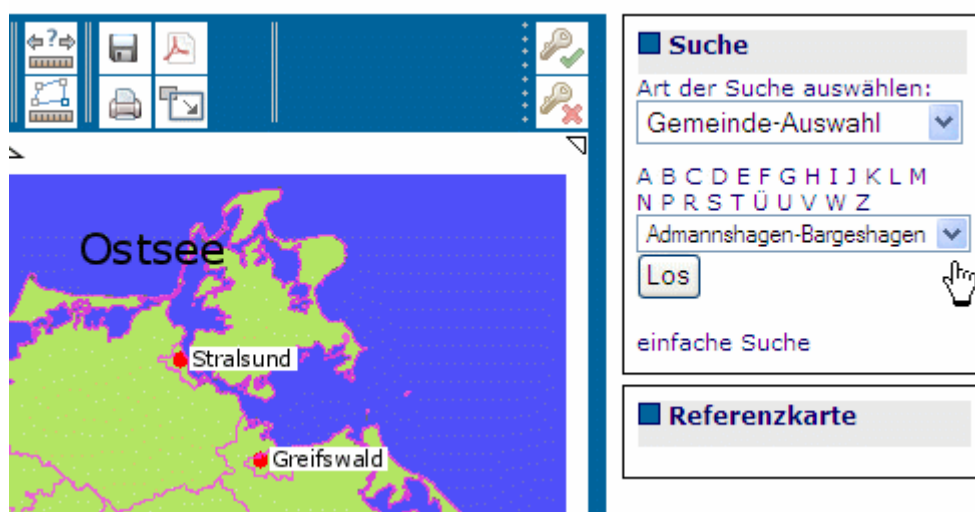 Suche
Art der Suche auswählen:
Gemeinde-Auswahl
A B C D E F G H I J K L M
N P R S T Ü U V W Z
Admannshagen-Bargeshagen
Los
einfache Suche
Referenzkarte
?
Ostsee
Stralsund
Greifswald